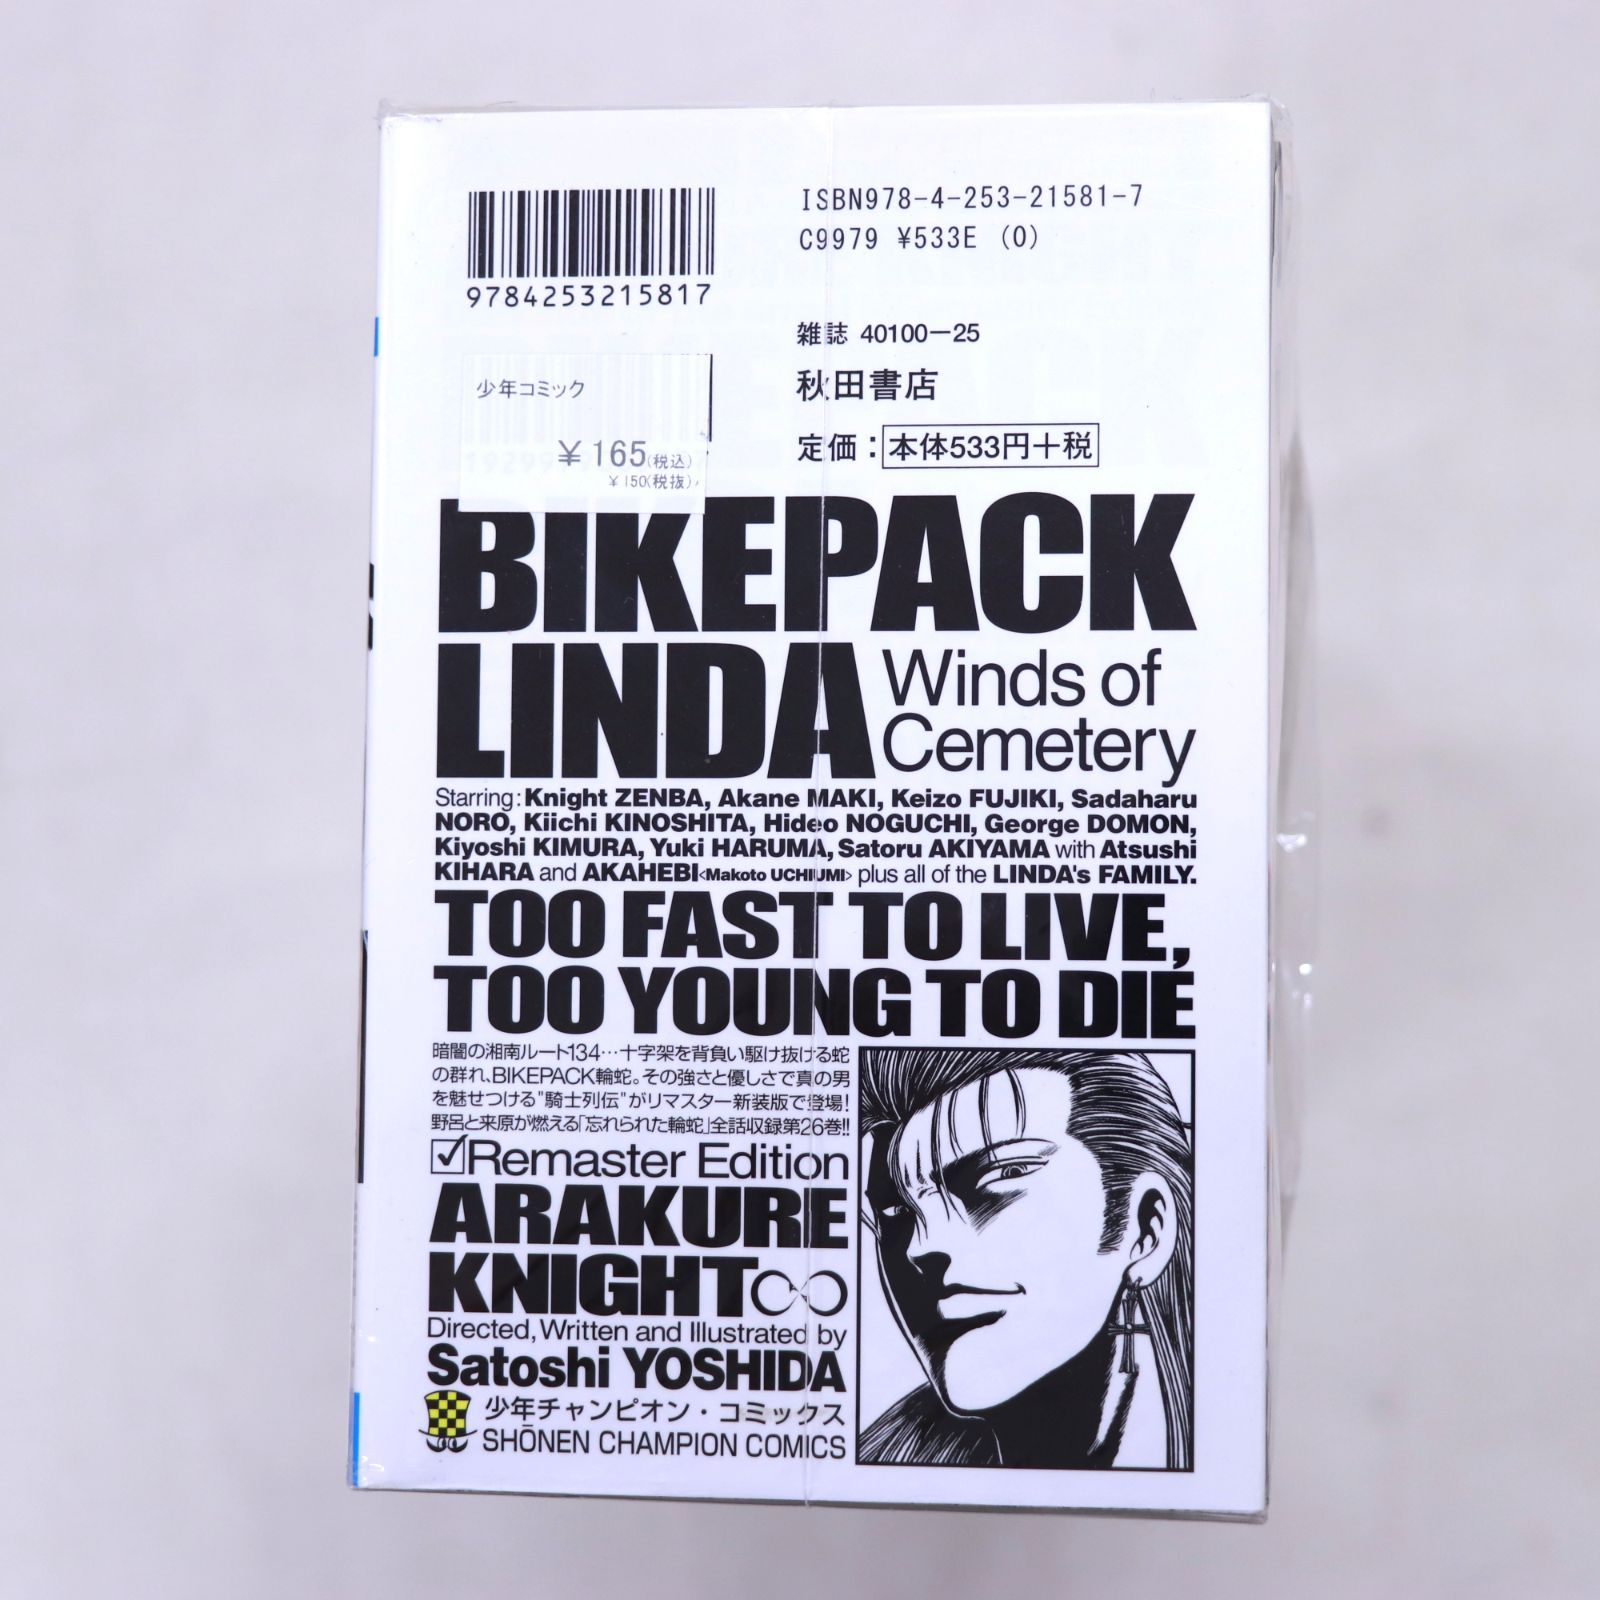 9784253215817
ISBN978-4-253-21581-7
C9979 ¥533E (0)
雑誌 40100-25
秋田書店
定価：本体533円+税
少年コミック
¥165(税込)
¥150(税抜)
BIKEPACK
LINDA
Winds of
Cemetery
Starring: Knight ZENBA, Akane MAKI, Keizo FUJIKI, Sadaharu
NORO, Kiichi KINOSHITA, Hideo NOGUCHI, George DOMON,
Kiyoshi KIMURA, Yuki HARUMA, Satoru AKIYAMA with Atsushi
KIHARA and AKAHEBI<Makoto UCHIUMI> plus all of the LINDA's FAMILY.
TOO FAST TO LIVE,
TOO YOUNG TO DIE
暗闇の湘南ルート134…十字架を背負い駆け抜ける蛇
の群れ、BIKEPACK輪蛇。その強さと優しさで真の男
を魅せつける"騎士列伝"がリマスター新装版で登場!
野呂と来原が燃える「忘れられた輪蛇」全話収録第26巻!!
Remaster Edition
ARAKURE
KNIGHT
Directed, Written and Illustrated by
Satoshi YOSHIDA
少年チャンピオン・コミックス
SHŌNEN CHAMPION COMICS